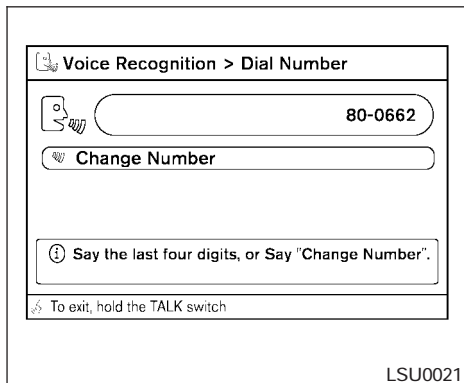 Voice Recognition > Dial Number
80-0662
Change Number
Say the last four digits, or Say "Change Number".
To exit, hold the TALK switch
LSU0021